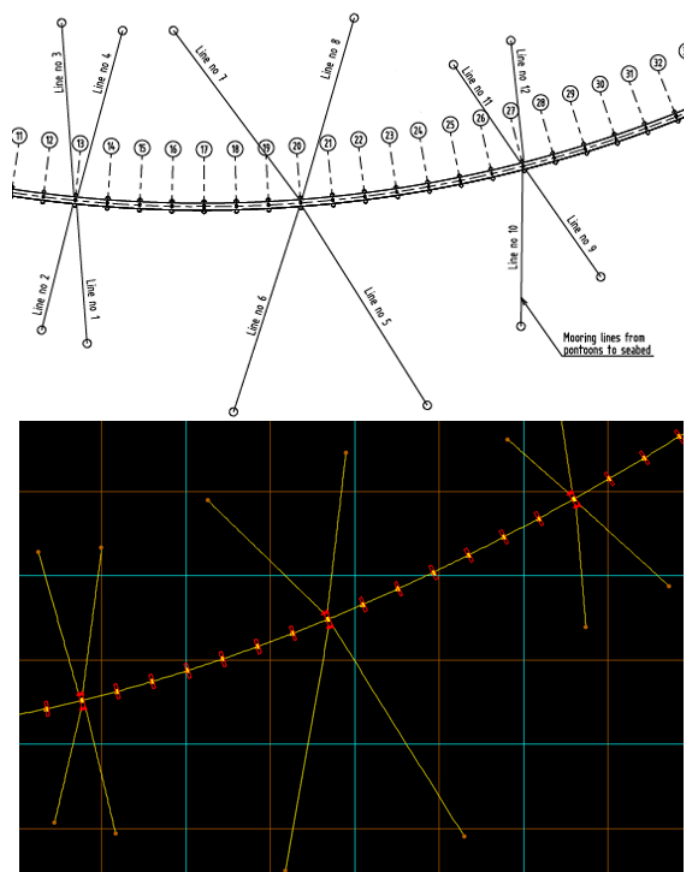 Line no 3
Line no 4
Line no 7
Line no 8
Line no 11
Line no 12
11
12
13
14
15
16
17
18
19
20
21
22
23
24
25
26
27
28
29
30
31
32
Line no 2
Line no 1
Line no 6
Line no 5
Line no 10
Line no 9
Mooring lines from
pontoons to seabed